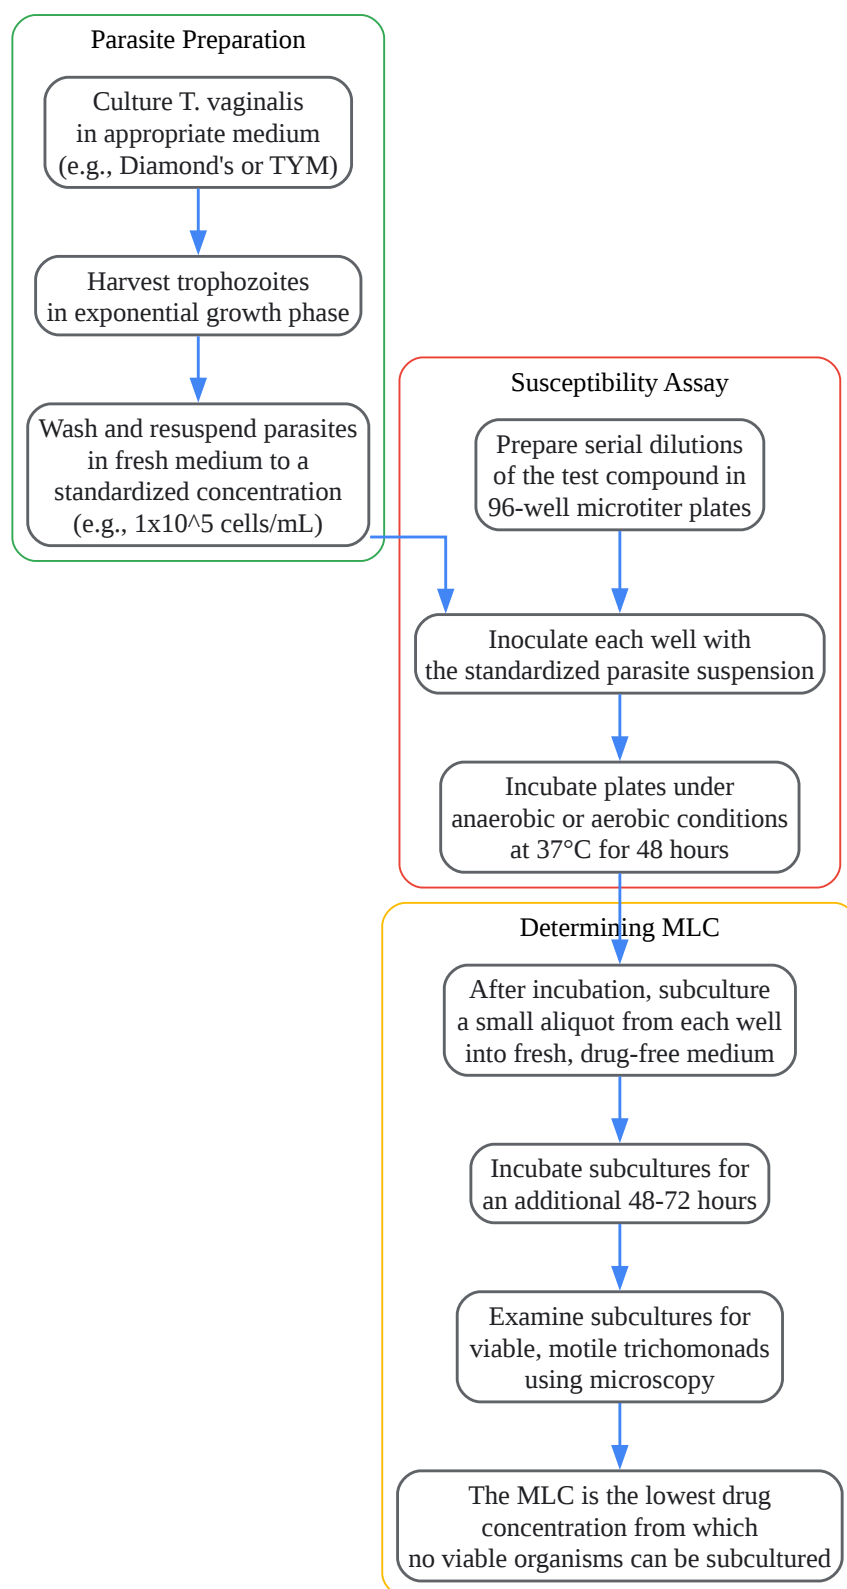 Parasite Preparation
Culture T. vaginalis
in appropriate medium
(e.g., Diamond's or TYM)
Harvest trophozoites
in exponential growth phase
Wash and resuspend parasites
in fresh medium to a
standardized concentration
(e.g., 1x10^5 cells/mL)
Susceptibility Assay
Prepare serial dilutions
of the test compound in
96-well microtiter plates
Inoculate each well with
the standardized parasite suspension
Incubate plates under
anaerobic or aerobic conditions
at 37°C for 48 hours
Determining MLC
After incubation, subculture
a small aliquot from each well
into fresh, drug-free medium
Incubate subcultures for
an additional 48-72 hours
Examine subcultures for
viable, motile trichomonads
using microscopy
The MLC is the lowest drug
concentration from which
no viable organisms can be subcultured